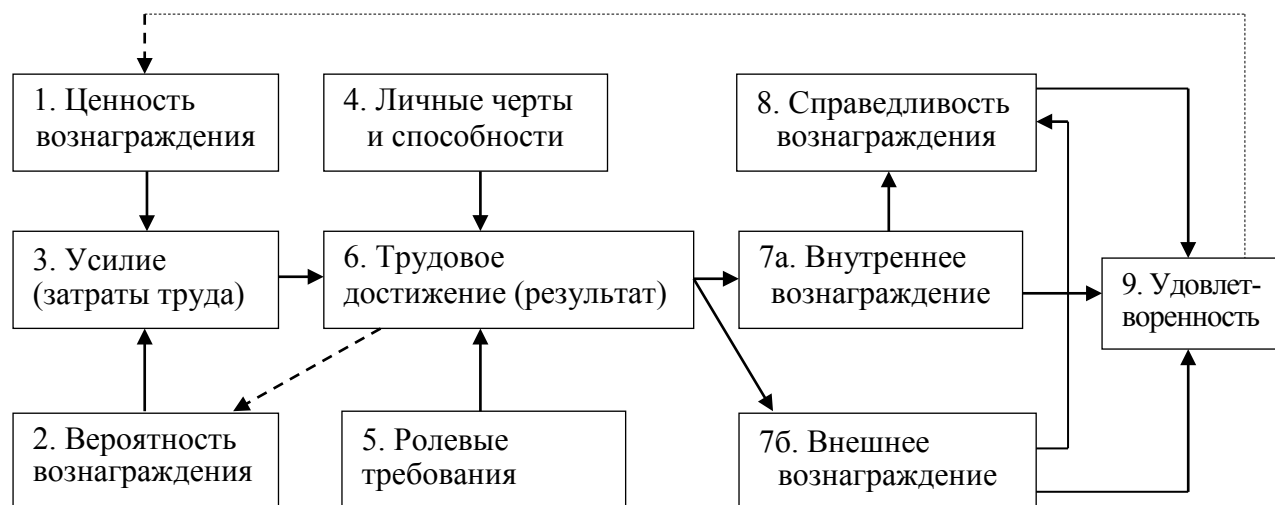 1. Ценность
вознаграждения
4. Личные черты
и способности
8. Справедливость
вознаграждения
3. Усилие
(затраты труда)
6. Трудовое
достижение (результат)
7а. Внутреннее
вознаграждение
9. Удовлет-
воренность
2. Вероятность
вознаграждения
5. Ролевые
требования
7б. Внешнее
вознаграждение